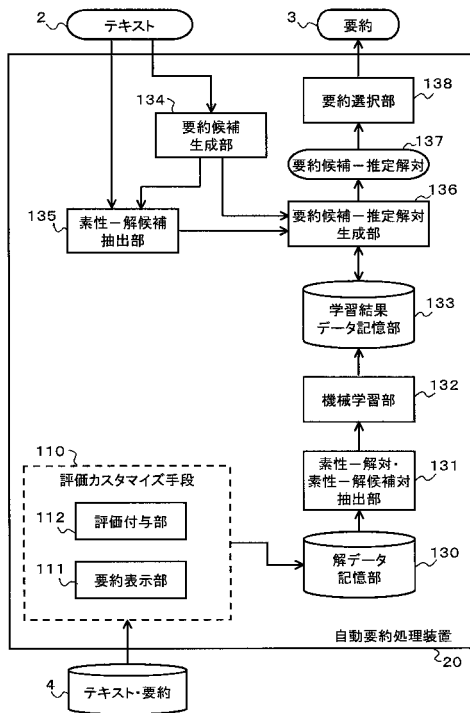 2
テキスト
3
要約
138
要約選択部
134
要約候補
生成部
137
要約候補－推定解対
136
135
素性－解候補
抽出部
要約候補－推定解対
生成部
学習結果
データ記憶部
133
機械学習部
132
110
評価カスタマイズ手段
素性－解対・
素性－解候補対
抽出部
131
112
評価付与部
111
要約表示部
解データ
記憶部
130
自動要約処理装置
20
4
テキスト・要約